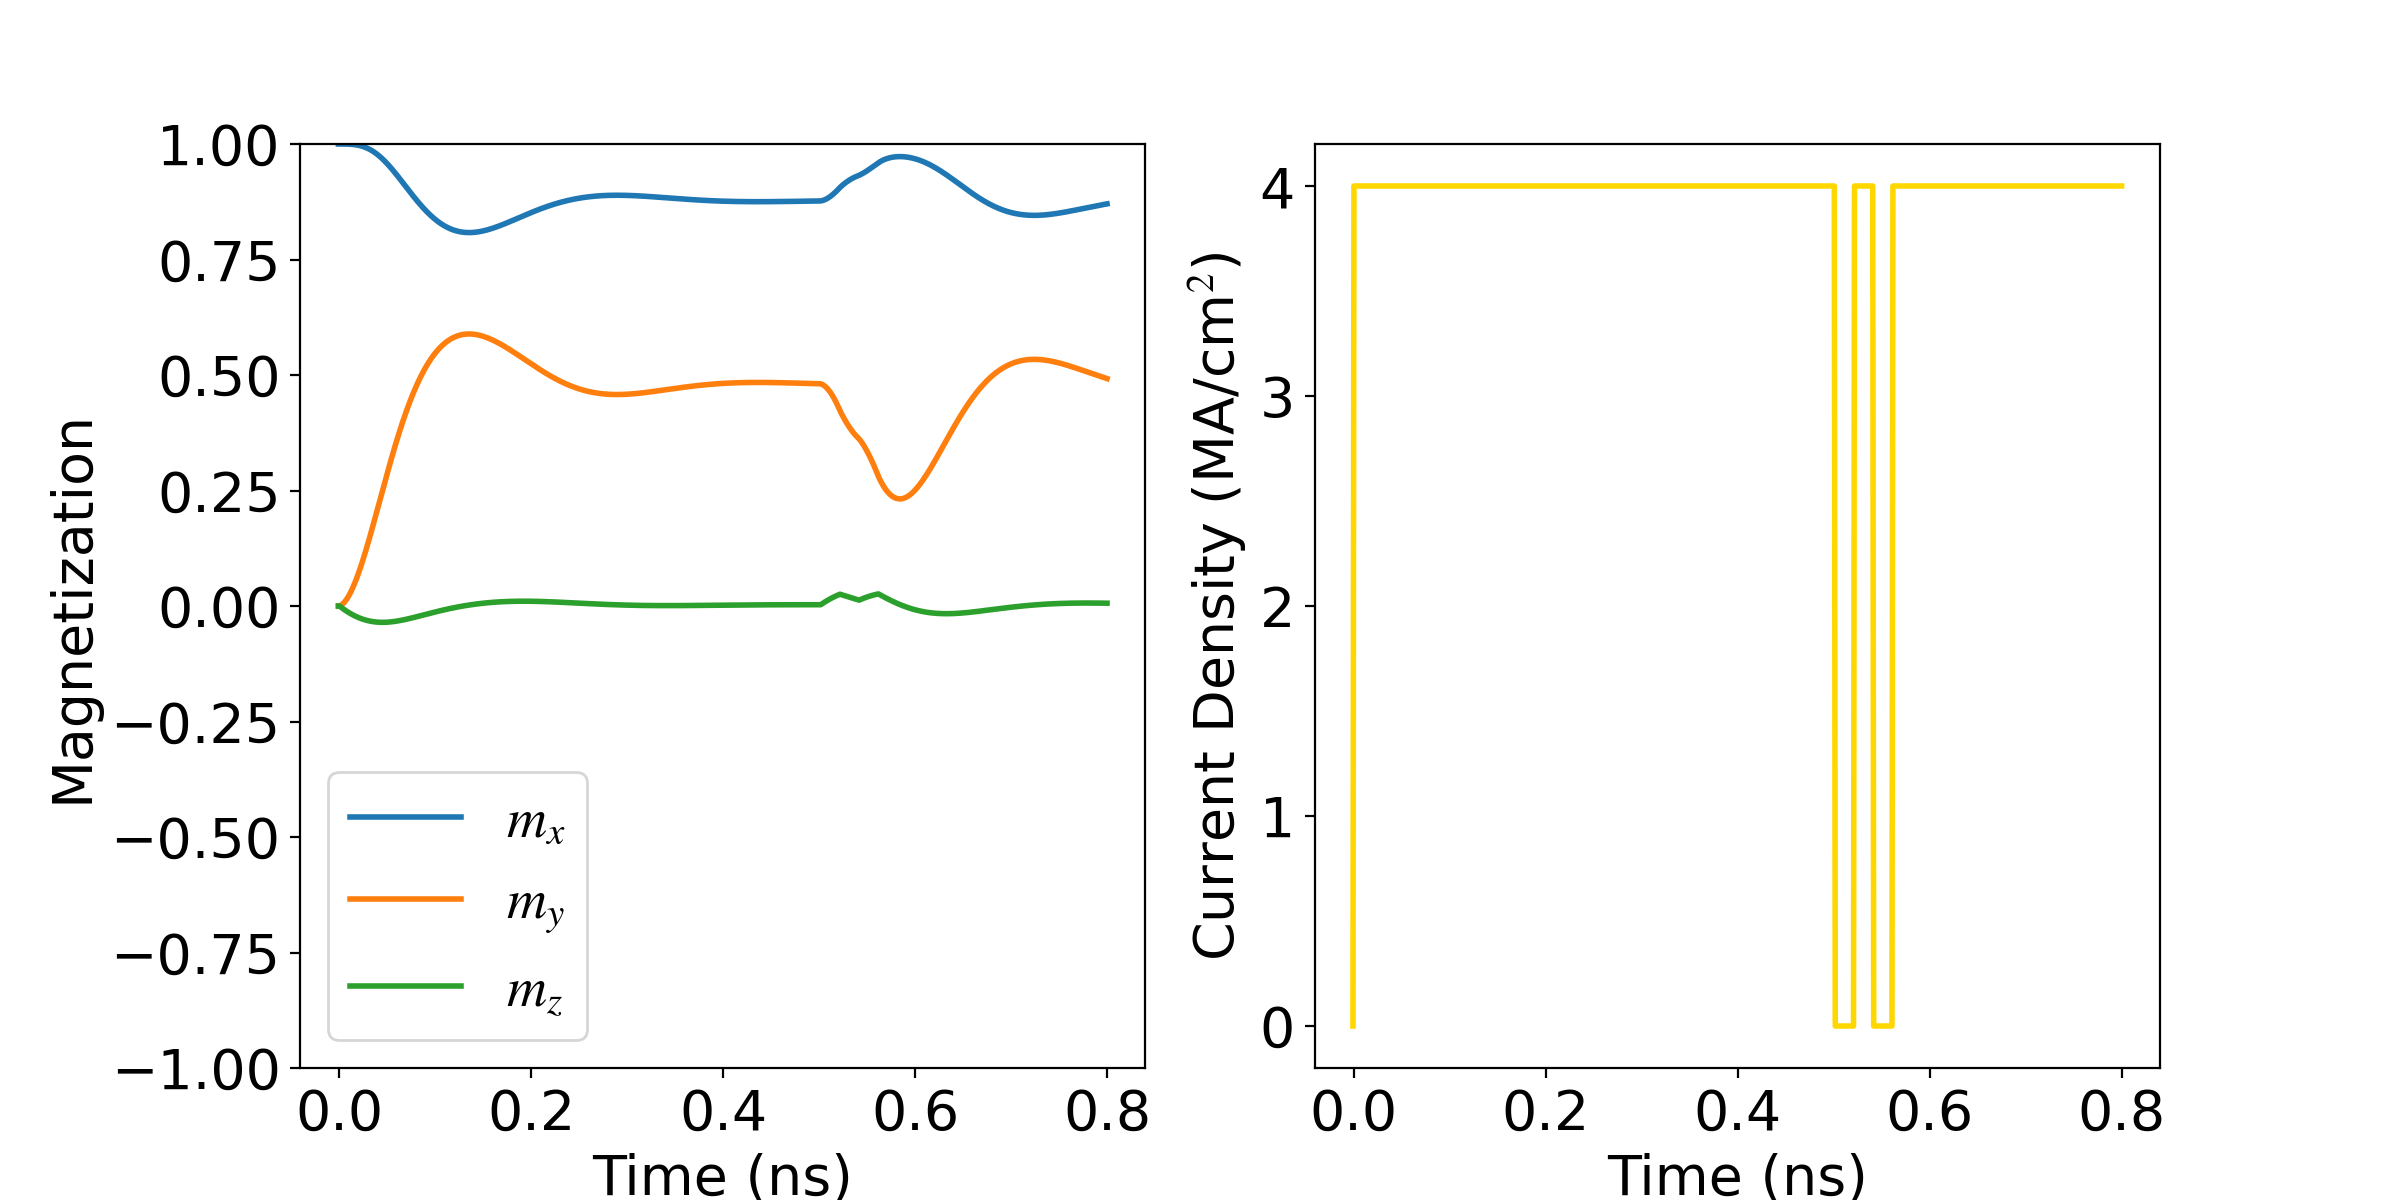 1.00
0.75
0.50
0.25
0.00
−0.25
−0.50
−0.75
−1.00
Magnetization
m_x
m_y
m_z
0.0 0.2 0.4 0.6 0.8
Time (ns)
4
3
2
1
0
Current Density (MA/cm²)
0.0 0.2 0.4 0.6 0.8
Time (ns)